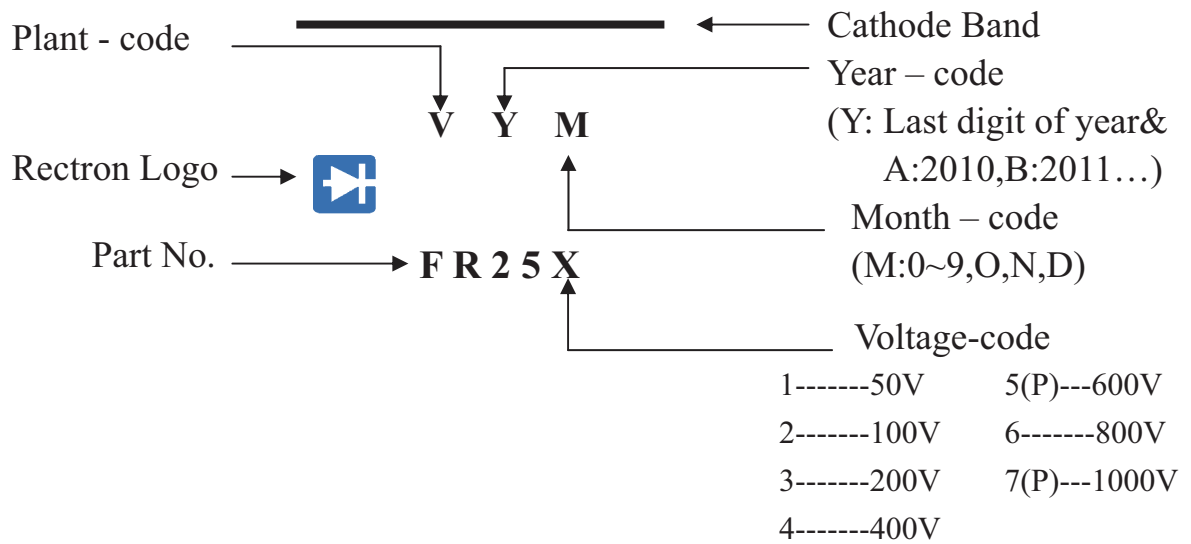 Plant - code
Cathode Band
Year – code
V Y M
(Y: Last digit of year&
A:2010,B:2011…)
Rectron Logo
Month – code
(M:0~9,O,N,D)
Part No.
F R 2 5 X
Voltage-code
1-------50V 5(P)---600V
2-------100V 6-------800V
3-------200V 7(P)---1000V
4-------400V